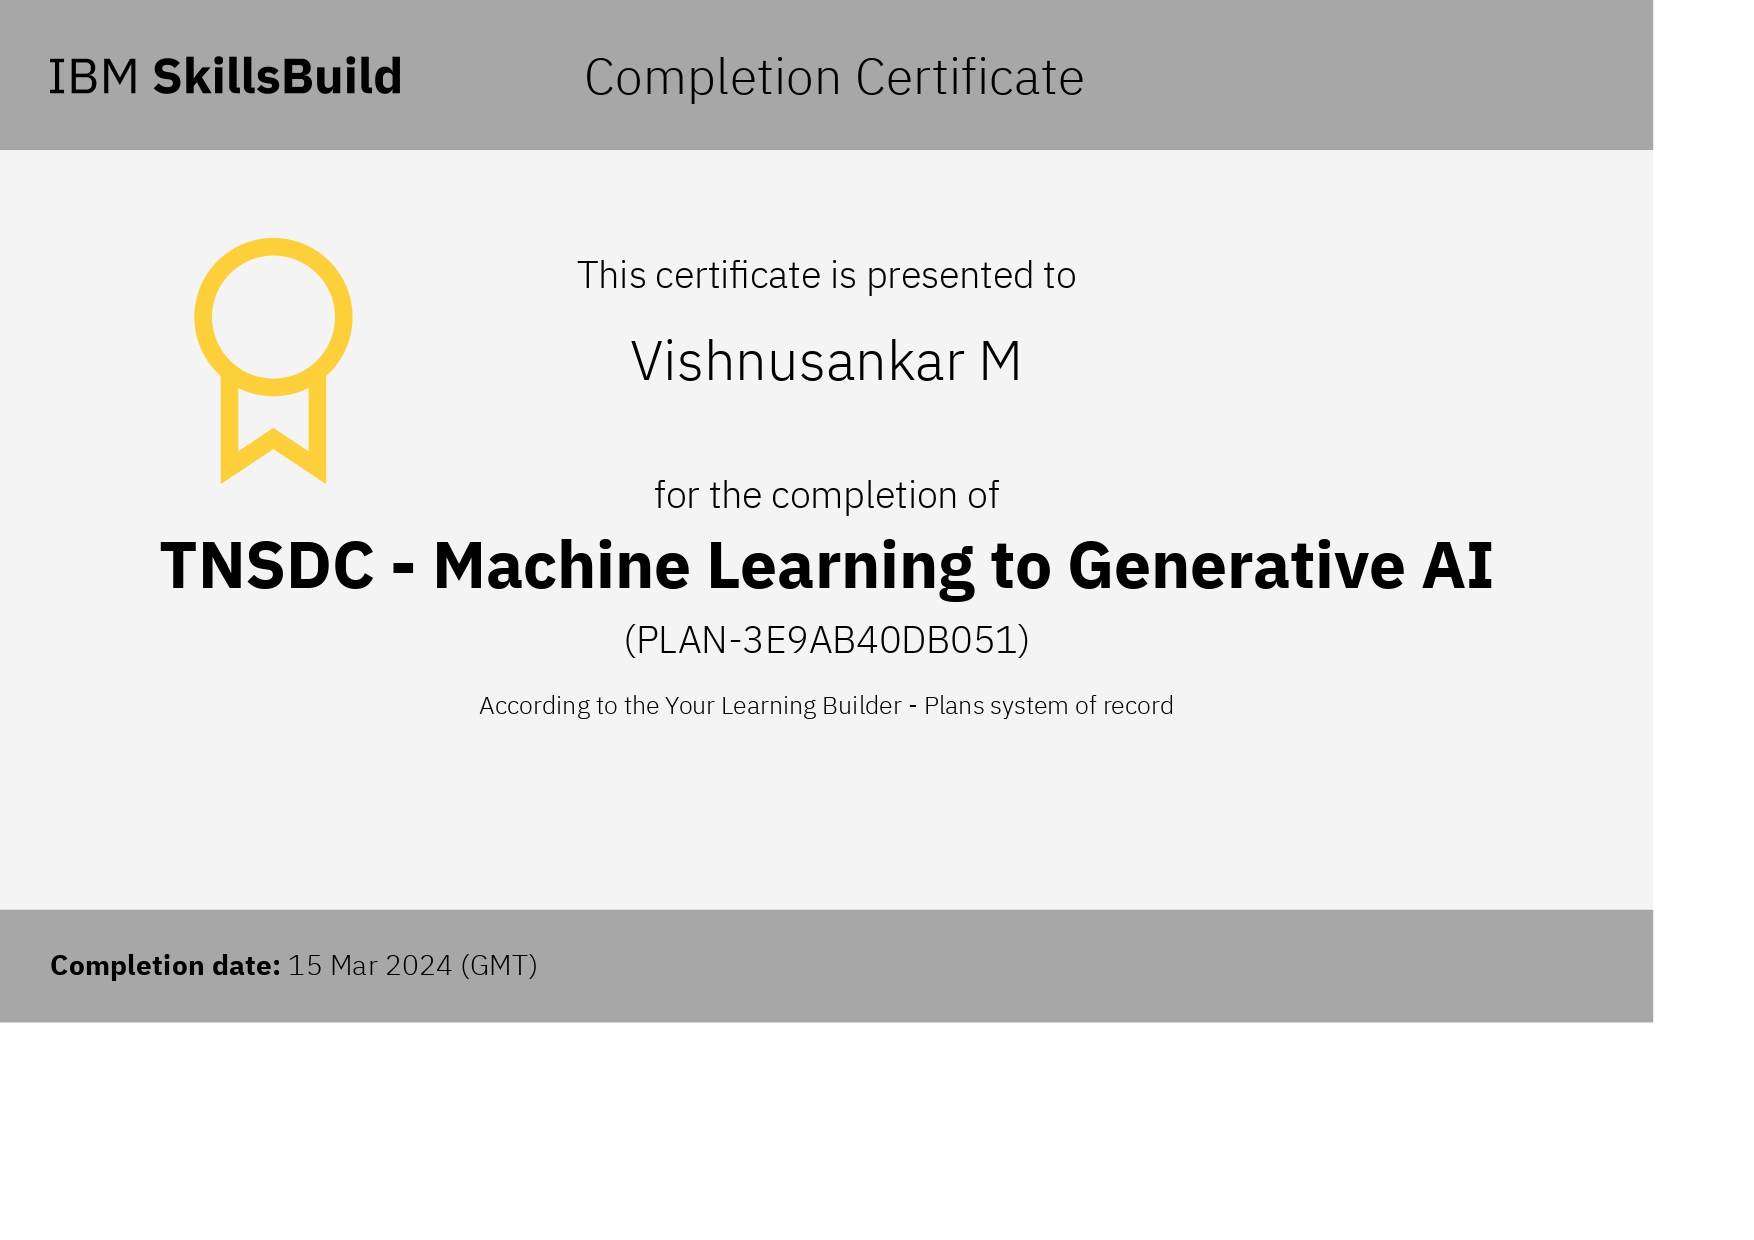 IBM SkillsBuild
Completion Certificate
This certificate is presented to
Vishnusankar M
for the completion of
TNSDC - Machine Learning to Generative AI
(PLAN-3E9AB40DB051)
According to the Your Learning Builder - Plans system of record
Completion date: 15 Mar 2024 (GMT)